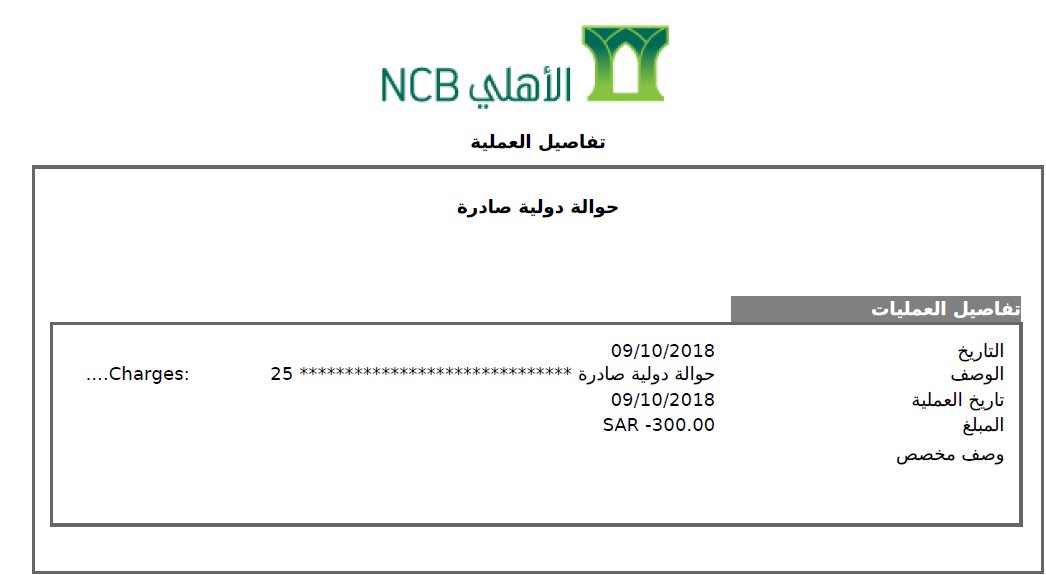 الأهلي NCB
تفاصيل العملية
حوالة دولية صادرة
تفاصيل العمليات
التاريخ 09/10/2018
الوصف حوالة دولية صادرة ****************************** 25 Charges:....
تاريخ العملية 09/10/2018
المبلغ SAR -300.00
وصف مخصص